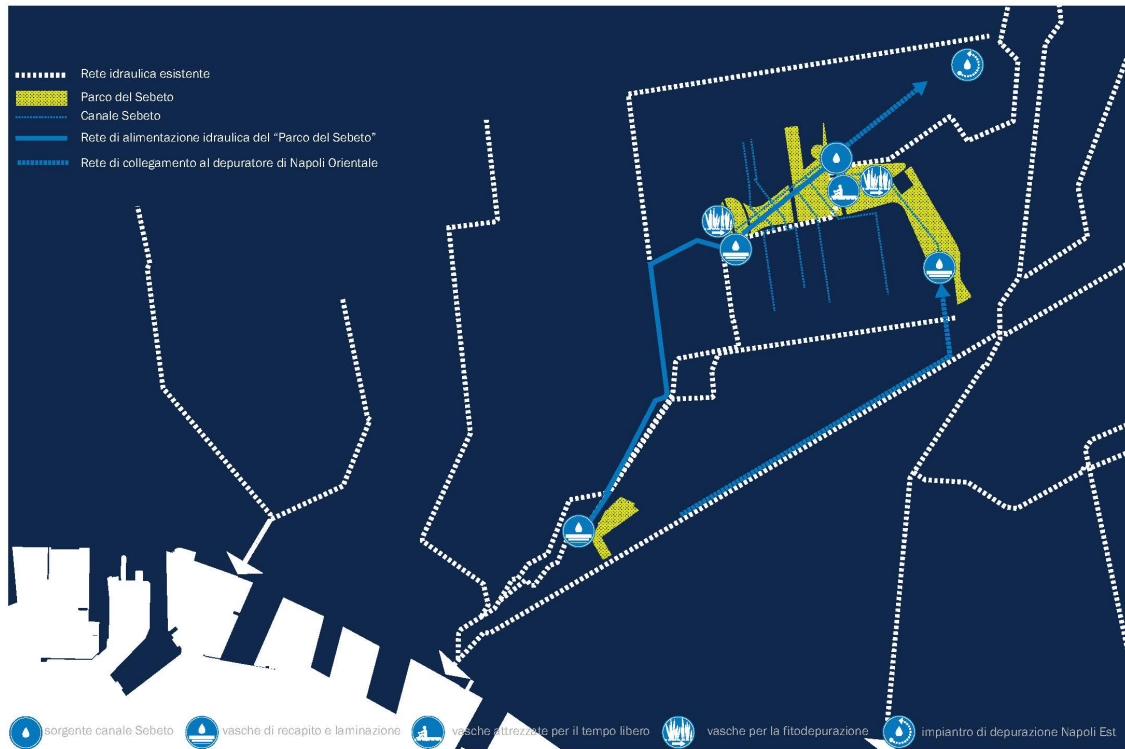 Rete idraulica esistente
Parco del Sebeto
Canale Sebeto
Rete di alimentazione idraulica del "Parco del Sebeto"
Rete di collegamento al depuratore di Napoli Orientale
sorgente canale Sebeto
vasche di recapito e laminazione
vasche attrezzate per il tempo libero
vasche per la fitodepurazione
impiantro di depurazione Napoli Est